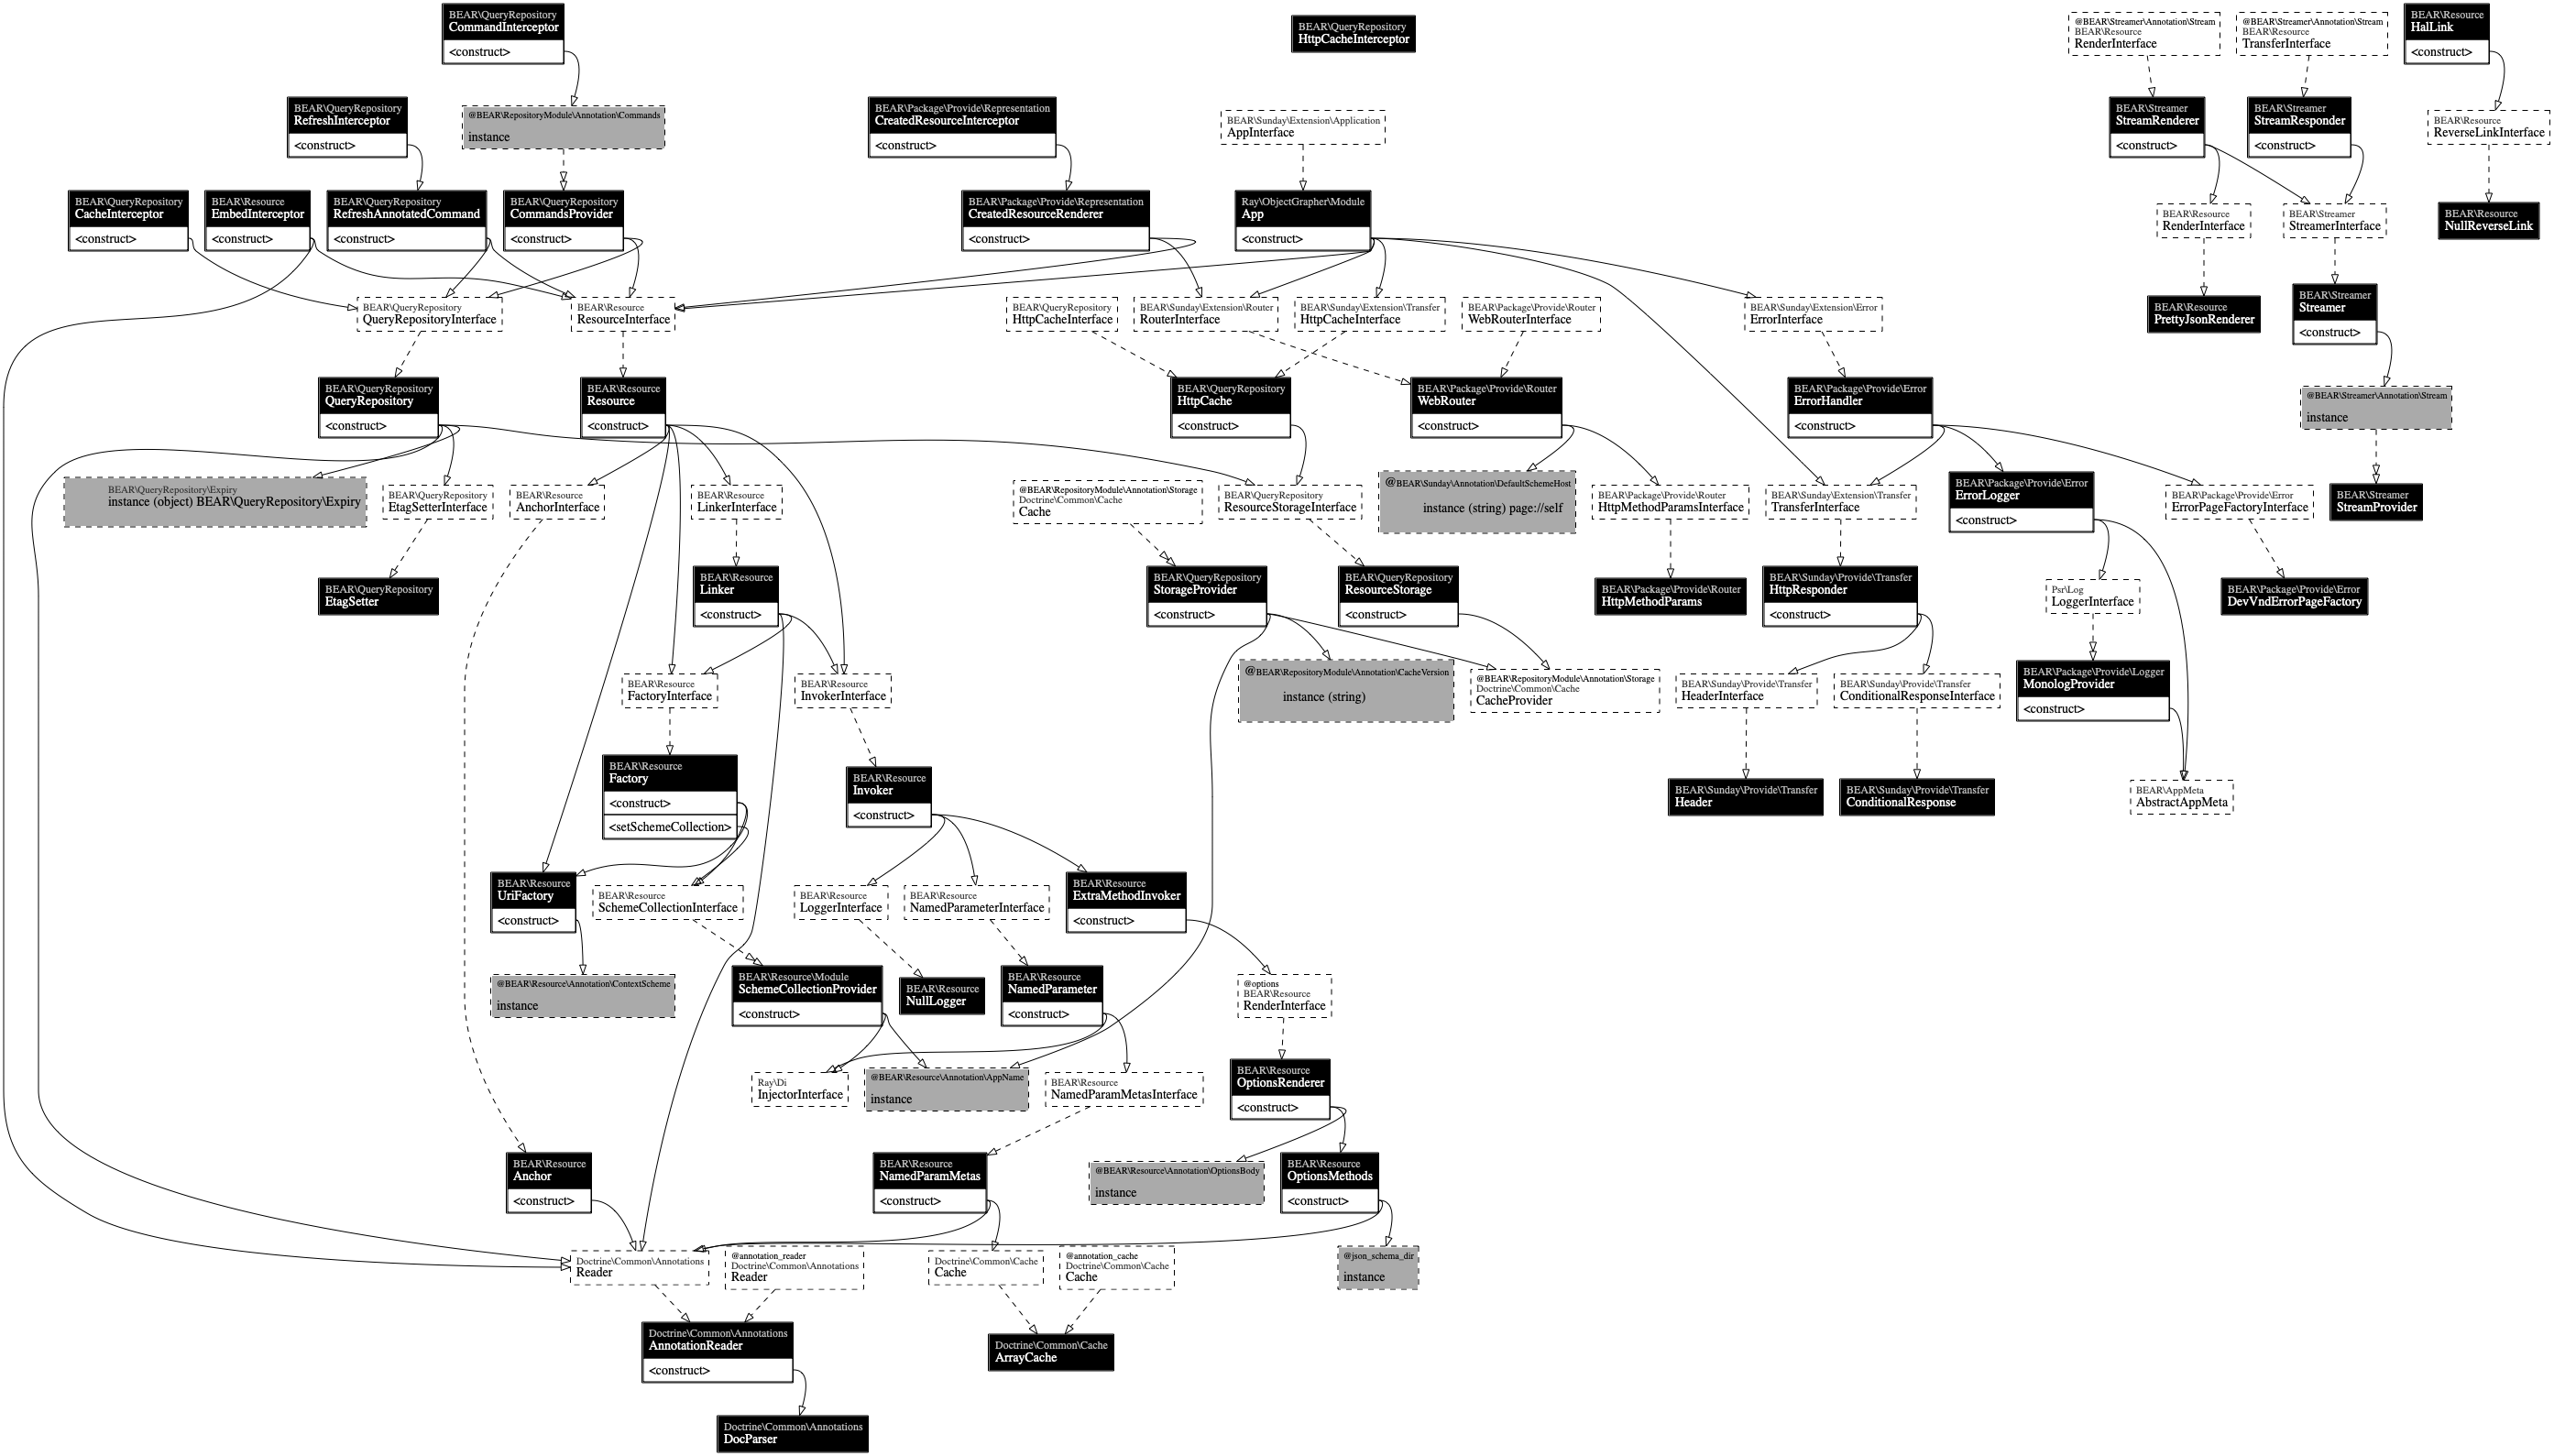 BEAR\QueryRepository
CommandInterceptor
<construct>
BEAR\QueryRepository
HttpCacheInterceptor
@BEAR\Streamer\Annotation\Stream
BEAR\Resource
RenderInterface
@BEAR\Streamer\Annotation\Stream
BEAR\Resource
TransferInterface
BEAR\Resource
HalLink
<construct>
BEAR\QueryRepository
RefreshInterceptor
<construct>
@BEAR\RepositoryModule\Annotation\Commands
instance
BEAR\Package\Provide\Representation
CreatedResourceInterceptor
<construct>
BEAR\Sunday\Extension\Application
AppInterface
BEAR\Streamer
StreamRenderer
<construct>
BEAR\Streamer
StreamResponder
<construct>
BEAR\Resource
ReverseLinkInterface
BEAR\QueryRepository
CacheInterceptor
<construct>
BEAR\Resource
EmbedInterceptor
<construct>
BEAR\QueryRepository
RefreshAnnotatedCommand
<construct>
BEAR\QueryRepository
CommandsProvider
<construct>
BEAR\Package\Provide\Representation
CreatedResourceRenderer
<construct>
Ray\ObjectGrapher\Module
App
<construct>
BEAR\Resource
RenderInterface
BEAR\Streamer
StreamerInterface
BEAR\Resource
NullReverseLink
BEAR\QueryRepository
QueryRepositoryInterface
BEAR\Resource
ResourceInterface
BEAR\QueryRepository
HttpCacheInterface
BEAR\Sunday\Extension\Router
RouterInterface
BEAR\Sunday\Extension\Transfer
HttpCacheInterface
BEAR\Package\Provide\Router
WebRouterInterface
BEAR\Sunday\Extension\Error
ErrorInterface
BEAR\Resource
PrettyJsonRenderer
BEAR\Streamer
Streamer
<construct>
BEAR\QueryRepository
QueryRepository
<construct>
BEAR\Resource
Resource
<construct>
BEAR\QueryRepository
HttpCache
<construct>
BEAR\Package\Provide\Router
WebRouter
<construct>
BEAR\Package\Provide\Error
ErrorHandler
<construct>
@BEAR\Streamer\Annotation\Stream
instance
BEAR\QueryRepository\Expiry
instance (object) BEAR\QueryRepository\Expiry
BEAR\QueryRepository
EtagSetterInterface
BEAR\Resource
AnchorInterface
BEAR\Resource
LinkerInterface
@BEAR\RepositoryModule\Annotation\Storage
Doctrine\Common\Cache
Cache
BEAR\QueryRepository
ResourceStorageInterface
@BEAR\Sunday\Annotation\DefaultSchemeHost
instance (string) page://self
BEAR\Package\Provide\Router
HttpMethodParamsInterface
BEAR\Sunday\Extension\Transfer
TransferInterface
BEAR\Package\Provide\Error
ErrorLogger
<construct>
BEAR\Package\Provide\Error
ErrorPageFactoryInterface
BEAR\Streamer
StreamProvider
BEAR\QueryRepository
EtagSetter
BEAR\Resource
Linker
<construct>
BEAR\QueryRepository
StorageProvider
<construct>
BEAR\QueryRepository
ResourceStorage
<construct>
BEAR\Package\Provide\Router
HttpMethodParams
BEAR\Sunday\Provide\Transfer
HttpResponder
<construct>
Psr\Log
LoggerInterface
BEAR\Package\Provide\Error
DevVndErrorPageFactory
BEAR\Resource
FactoryInterface
BEAR\Resource
InvokerInterface
@BEAR\RepositoryModule\Annotation\CacheVersion
instance (string)
@BEAR\RepositoryModule\Annotation\Storage
Doctrine\Common\Cache
CacheProvider
BEAR\Sunday\Provide\Transfer
HeaderInterface
BEAR\Sunday\Provide\Transfer
ConditionalResponseInterface
BEAR\Package\Provide\Logger
MonologProvider
<construct>
BEAR\Resource
Factory
<construct>
<setSchemeCollection>
BEAR\Resource
Invoker
<construct>
BEAR\Sunday\Provide\Transfer
Header
BEAR\Sunday\Provide\Transfer
ConditionalResponse
BEAR\AppMeta
AbstractAppMeta
BEAR\Resource
UriFactory
<construct>
BEAR\Resource
SchemeCollectionInterface
BEAR\Resource
LoggerInterface
BEAR\Resource
NamedParameterInterface
BEAR\Resource
ExtraMethodInvoker
<construct>
@BEAR\Resource\Annotation\ContextScheme
instance
BEAR\Resource\Module
SchemeCollectionProvider
<construct>
BEAR\Resource
NullLogger
BEAR\Resource
NamedParameter
<construct>
@options
BEAR\Resource
RenderInterface
Ray\Di
InjectorInterface
@BEAR\Resource\Annotation\AppName
instance
BEAR\Resource
NamedParamMetasInterface
BEAR\Resource
OptionsRenderer
<construct>
BEAR\Resource
Anchor
<construct>
BEAR\Resource
NamedParamMetas
<construct>
@BEAR\Resource\Annotation\OptionsBody
instance
BEAR\Resource
OptionsMethods
<construct>
Doctrine\Common\Annotations
Reader
@annotation_reader
Doctrine\Common\Annotations
Reader
Doctrine\Common\Cache
Cache
@annotation_cache
Doctrine\Common\Cache
Cache
@json_schema_dir
instance
Doctrine\Common\Annotations
AnnotationReader
<construct>
Doctrine\Common\Cache
ArrayCache
Doctrine\Common\Annotations
DocParser